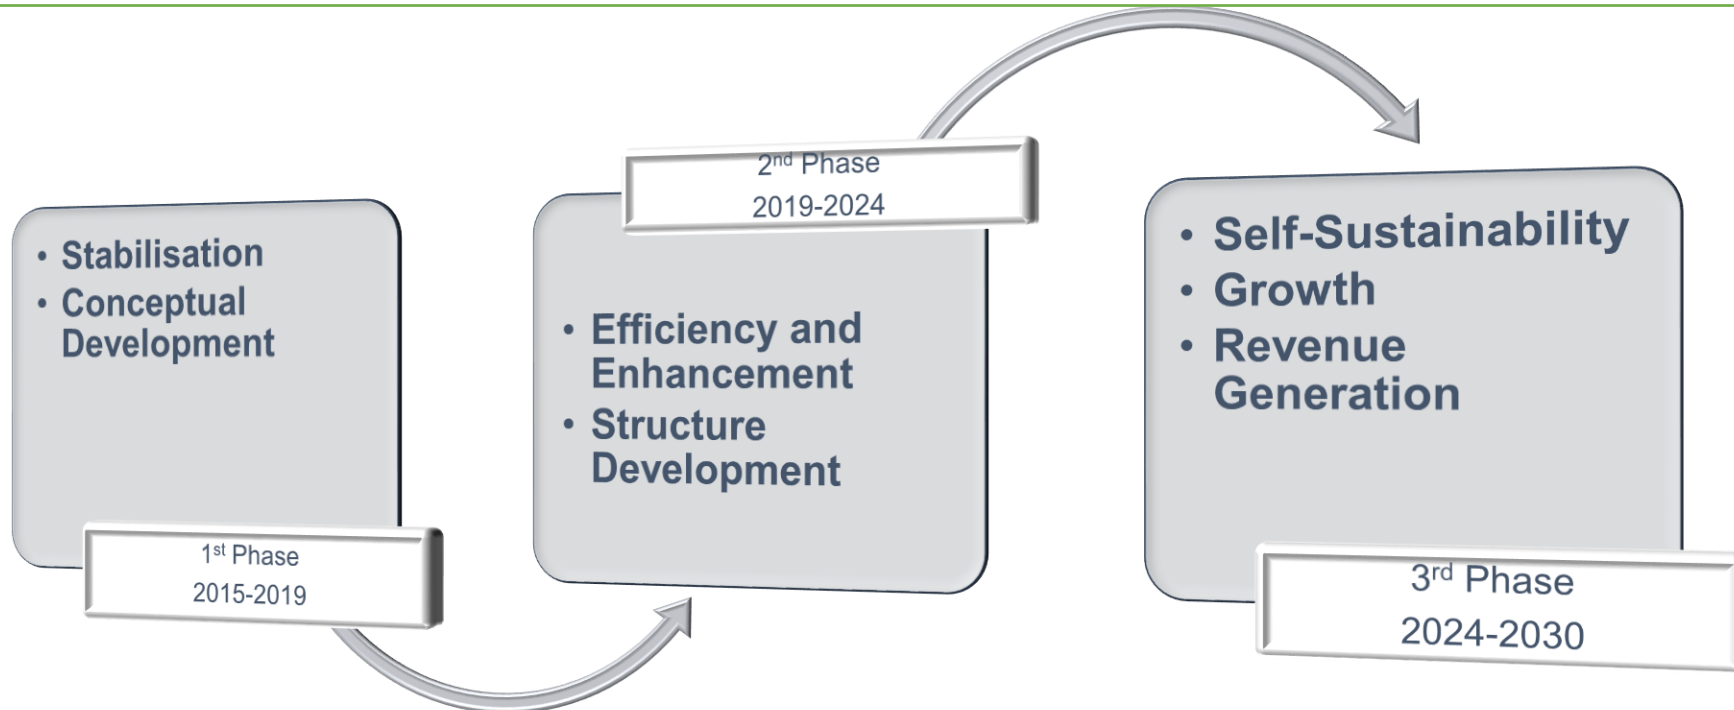 • Stabilisation
• Conceptual
Development
1st Phase
2015-2019
2nd Phase
2019-2024
• Efficiency and
Enhancement
• Structure
Development
• Self-Sustainability
• Growth
• Revenue
Generation
3rd Phase
2024-2030